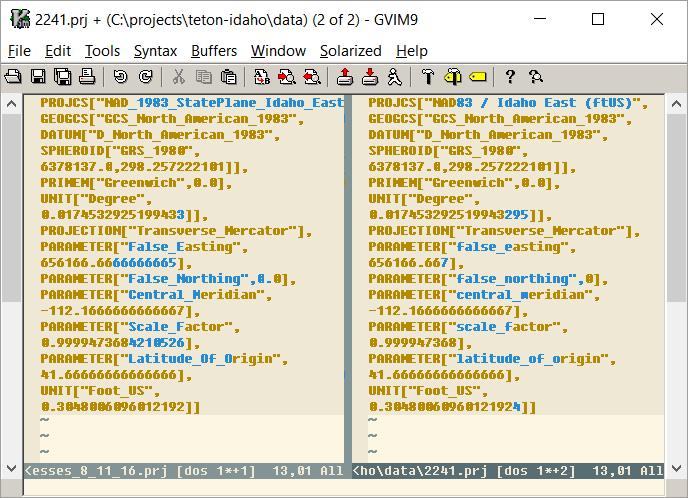 2241.prj + (C:\projects\teton-idaho\data) (2 of 2) - GVIM9
File Edit Tools Syntax Buffers Window Solarized Help
PROJCS["NAD_1983_StatePlane_Idaho_East
GEOGCS["GCS_North_American_1983",
DATUM["D_North_American_1983",
SPHEROID["GRS_1980",
6378137.0,298.257222101]],
PRIMEM["Greenwich",0.0],
UNIT["Degree",
0.0174532925199433]],
PROJECTION["Transverse_Mercator"],
PARAMETER["False_Easting",
656166.6666666665],
PARAMETER["False_Northing",0.0],
PARAMETER["Central_Meridian",
-112.1666666666667],
PARAMETER["Scale_Factor",
0.9999473684210526],
PARAMETER["Latitude_Of_Origin",
41.66666666666666],
UNIT["Foot_US",
0.3048006096012192]]
~
~
~
<esses_8_11_16.prj [dos 1*+1] 13,01 All
PROJCS["NAD83 / Idaho East (ftUS)",
GEOGCS["GCS_North_American_1983",
DATUM["D_North_American_1983",
SPHEROID["GRS_1980",
6378137.0,298.257222101]],
PRIMEM["Greenwich",0.0],
UNIT["Degree",
0.017453292519943295]],
PROJECTION["Transverse_Mercator"],
PARAMETER["false_easting",
656166.667],
PARAMETER["false_northing",0],
PARAMETER["central_meridian",
-112.1666666666667],
PARAMETER["scale_factor",
0.999947368],
PARAMETER["latitude_of_origin",
41.66666666666666],
UNIT["Foot_US",
0.30480060960121924]]
~
~
~
<ho\data\2241.prj [dos 1*+2] 13,01 All